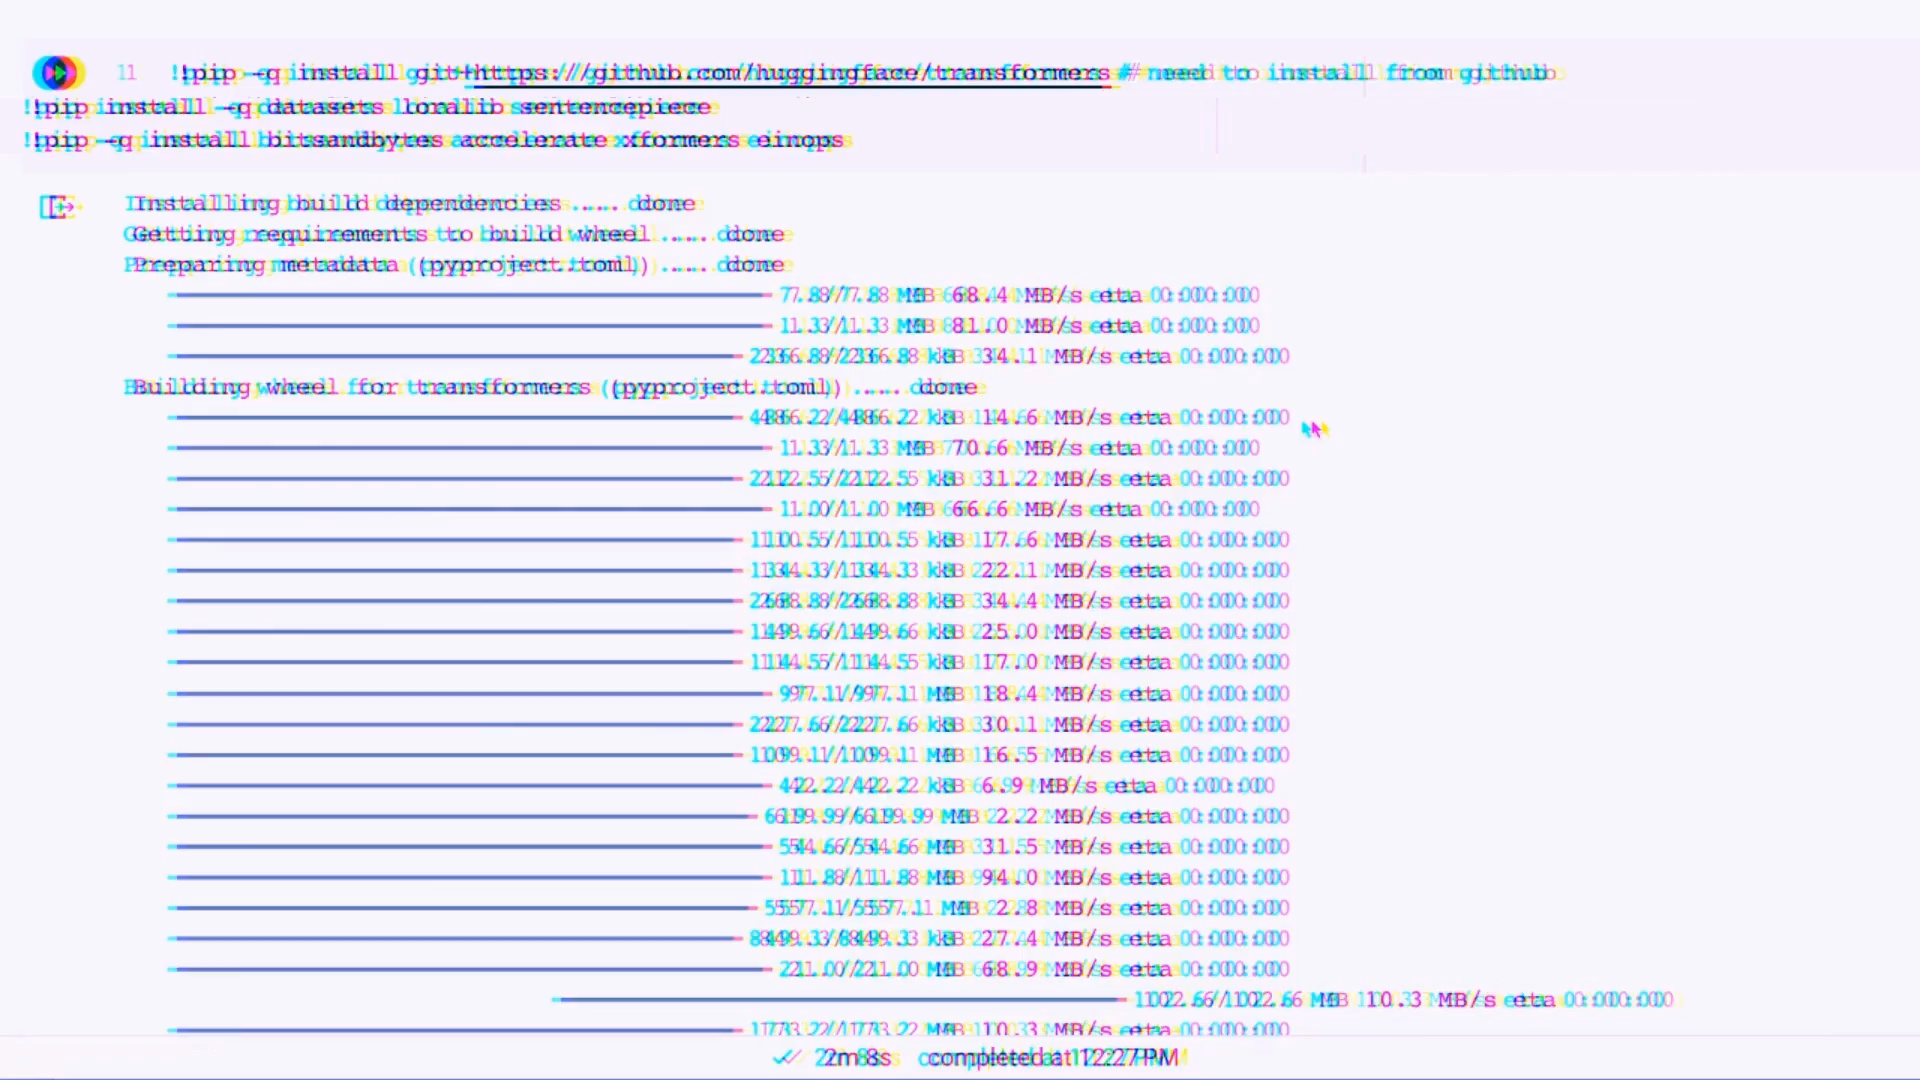 1 !pip -q install git+https://github.com/huggingface/transformers # need to install from github
!pip install -q datasets loralib sentencepiece
!pip -q install bitsandbytes accelerate xformers einops
Installing build dependencies ... done
Getting requirements to build wheel ... done
Preparing metadata (pyproject.toml) ... done
7.8/7.8 MB 68.4 MB/s eta 0:00:00
1.3/1.3 MB 81.0 MB/s eta 0:00:00
236.8/236.8 kB 34.1 MB/s eta 0:00:00
Building wheel for transformers (pyproject.toml) ... done
486.2/486.2 kB 14.6 MB/s eta 0:00:00
1.3/1.3 MB 70.6 MB/s eta 0:00:00
212.5/212.5 kB 31.2 MB/s eta 0:00:00
1.0/1.0 MB 66.6 MB/s eta 0:00:00
110.5/110.5 kB 17.6 MB/s eta 0:00:00
134.3/134.3 kB 22.1 MB/s eta 0:00:00
268.8/268.8 kB 34.4 MB/s eta 0:00:00
149.6/149.6 kB 25.0 MB/s eta 0:00:00
114.5/114.5 kB 17.0 MB/s eta 0:00:00
97.1/97.1 MB 18.4 MB/s eta 0:00:00
227.6/227.6 kB 30.1 MB/s eta 0:00:00
109.1/109.1 MB 16.5 MB/s eta 0:00:00
42.2/42.2 kB 6.9 MB/s eta 0:00:00
619.9/619.9 MB 2.2 MB/s eta 0:00:00
54.6/54.6 MB 31.5 MB/s eta 0:00:00
11.8/11.8 MB 94.0 MB/s eta 0:00:00
557.1/557.1 MB 2.8 MB/s eta 0:00:00
849.3/849.3 kB 27.4 MB/s eta 0:00:00
21.0/21.0 MB 68.9 MB/s eta 0:00:00
102.6/102.6 MB 10.3 MB/s eta 0:00:00
173.2/173.2 MB 10.3 MB/s eta 0:00:00
2m 8s completed at 12:27 PM